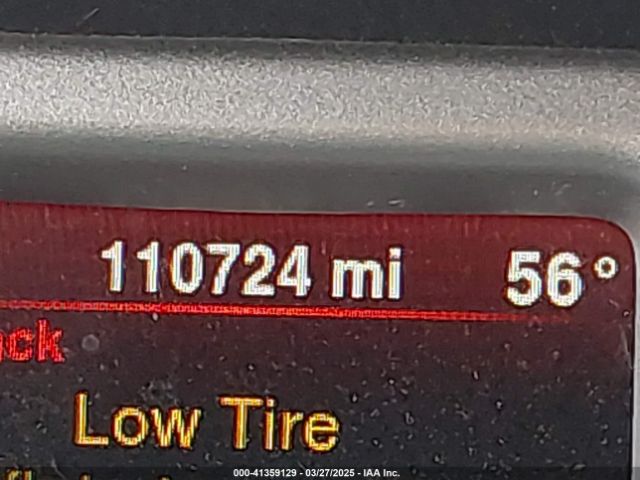 110724 mi 56°
Low Tire
000-41359129 - 03/27/2025 - IAA Inc.